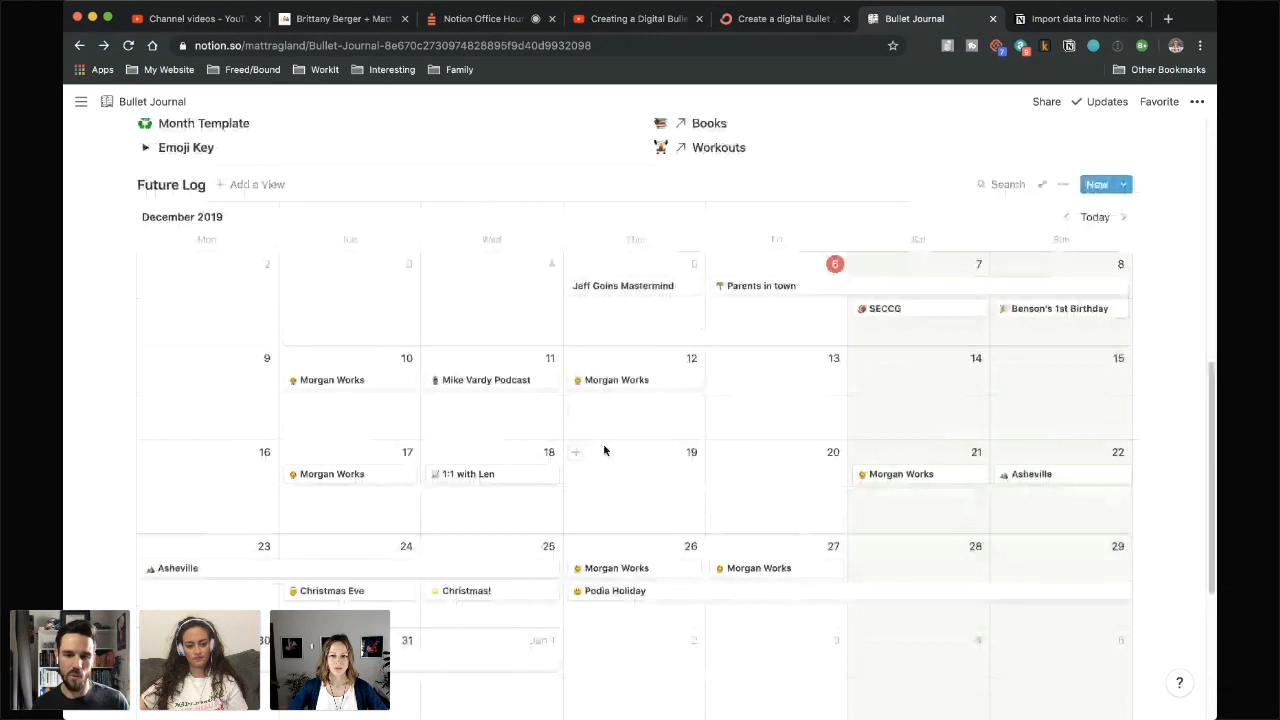 Channel videos - YouT
Brittany Berger + Matt
Notion Office Hour
Creating a Digital Bulle
Create a digital Bullet
Bullet Journal
Import data into Notion
notion.so/mattragland/Bullet-Journal-8e670c2730974828895f9d40d9932098
Apps
My Website
Freed/Bound
WorkIt
Interesting
Family
Other Bookmarks
Bullet Journal
Share
Updates
Favorite
Month Template
Books
Emoji Key
Workouts
Future Log
+ Add a View
Search
New
December 2019
Today
Mon Tue Wed Thu Fri Sat Sun
2 3 4 5 6 7 8
Jeff Goins Mastermind
Parents in town
SECCG
Benson's 1st Birthday
9 10 11 12 13 14 15
Morgan Works
Mike Vardy Podcast
Morgan Works
16 17 18 19 20 21 22
Morgan Works
1:1 with Len
Morgan Works
Asheville
23 24 25 26 27 28 29
Asheville
Morgan Works
Morgan Works
Christmas Eve
Christmas!
Podia Holiday
30 31 Jan 1 2 3 4
?